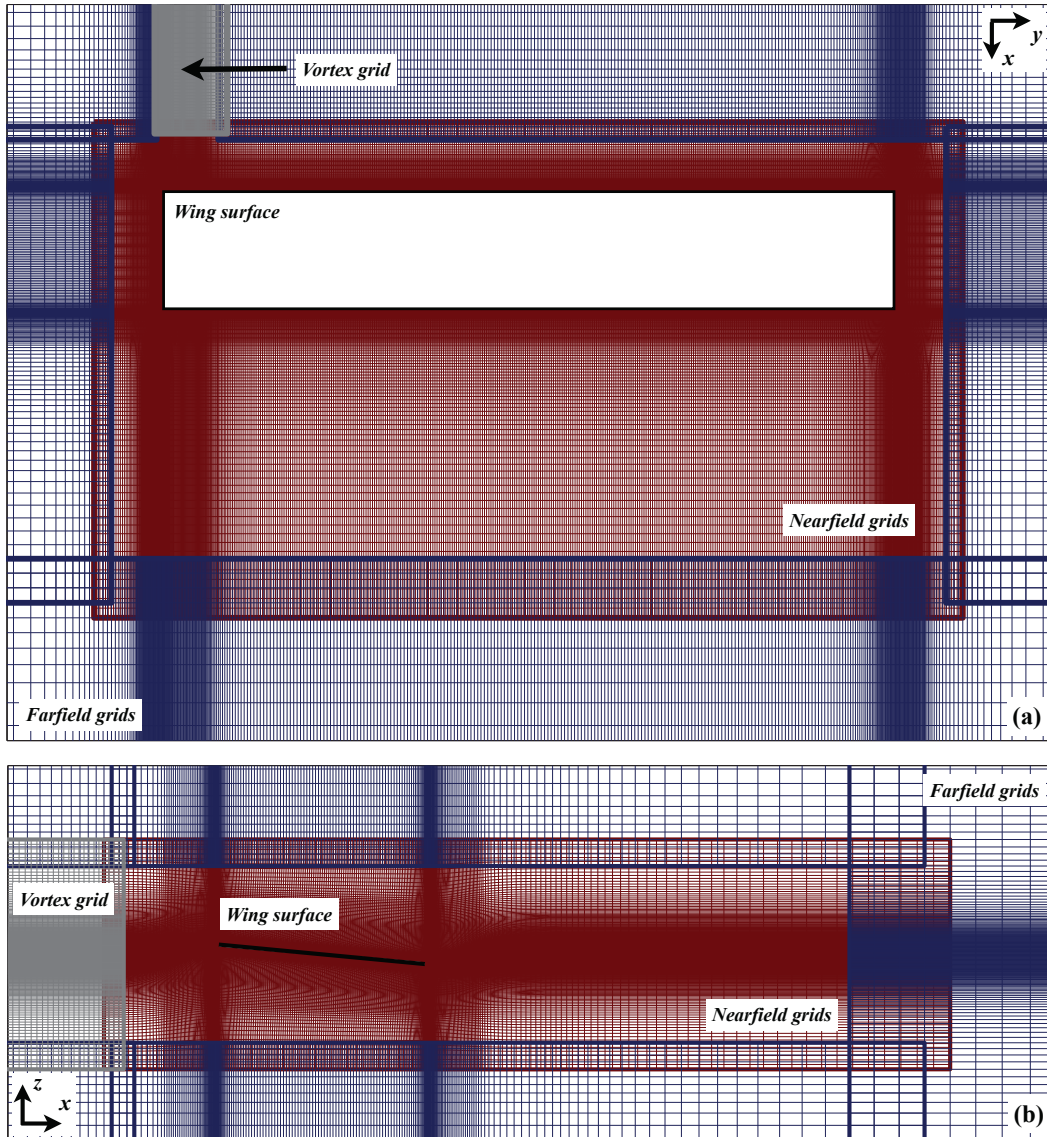 Vortex grid
y
x
Wing surface
Nearfield grids
Farfield grids
(a)
Farfield grids
Vortex grid
Wing surface
Nearfield grids
z
x
(b)